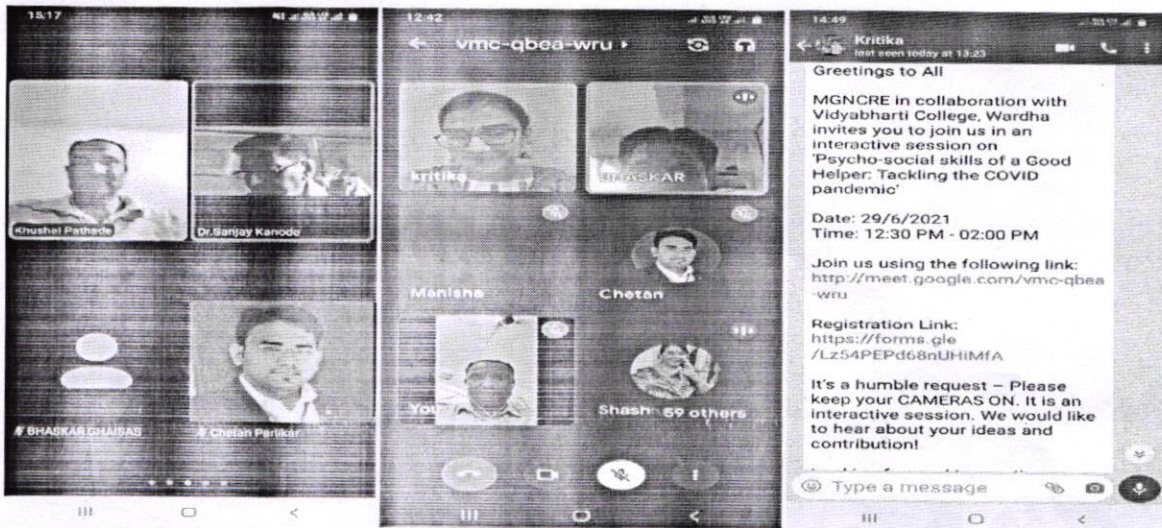 15:17
Khushal Pathade
Dr.Sanjay Kanode
BHASKAR GHAISAS
Chetan Parlikar
12:42
vmc-qbea-wru
kritika
BHASKAR
Manisha
Chetan
You
Shash
59 others
14:49
Kritika
last seen today at 13:23
Greetings to All
MGNCRE in collaboration with
Vidyabharti College, Wardha
invites you to join us in an
interactive session on
'Psycho-social skills of a Good
Helper: Tackling the COVID
pandemic'
Date: 29/6/2021
Time: 12:30 PM - 02:00 PM
Join us using the following link:
http://meet.google.com/vmc-qbea
-wru
Registration Link:
https://forms.gle
/Lz54PEPd68nUHiMfA
It's a humble request – Please
keep your CAMERAS ON. It is an
interactive session. We would like
to hear about your ideas and
contribution!
Type a message